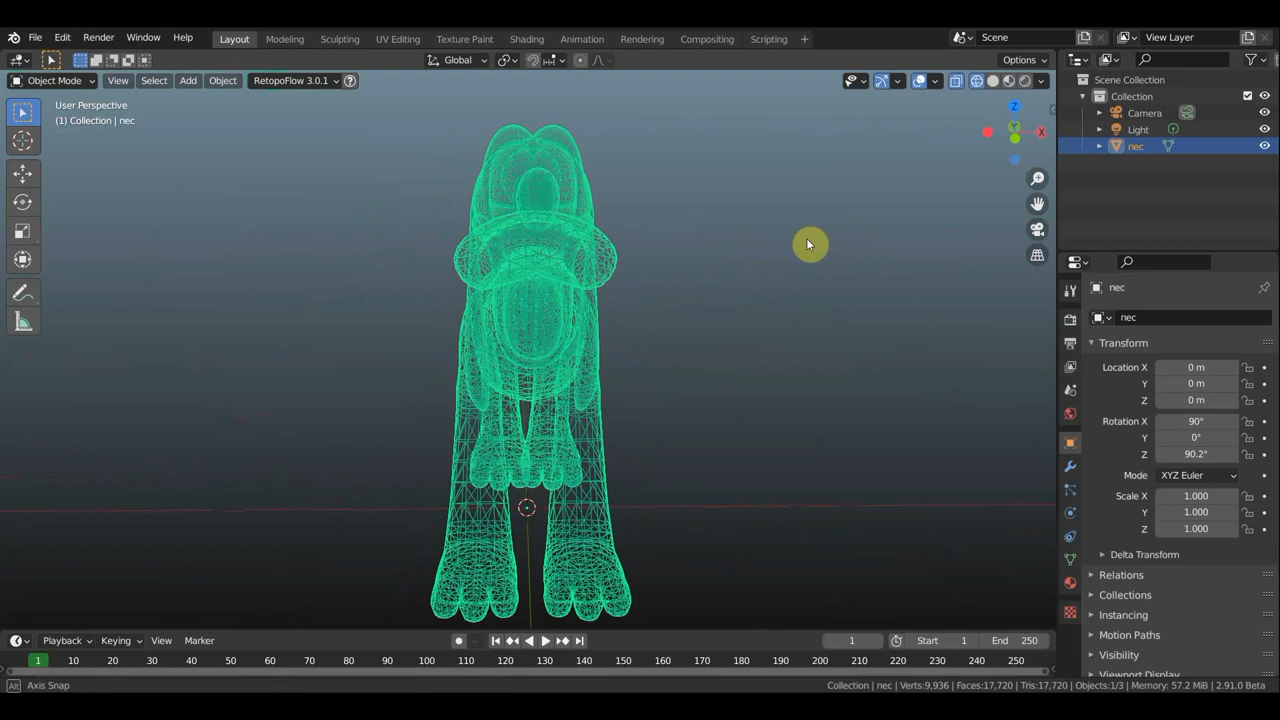 File Edit Render Window Help Layout Modeling Sculpting UV Editing Texture Paint Shading Animation Rendering Compositing Scripting + Scene View Layer
Global Options
Object Mode View Select Add Object RetopoFlow 3.0.1
User Perspective
(1) Collection | nec
Z
Y
X
Scene Collection
Collection
Camera
Light
nec
nec
nec
Transform
Location X 0 m
Y 0 m
Z 0 m
Rotation X 90°
Y 0°
Z 90.2°
Mode XYZ Euler
Scale X 1.000
Y 1.000
Z 1.000
Delta Transform
Relations
Collections
Instancing
Motion Paths
Visibility
Viewport Display
Playback Keying View Marker 1 Start 1 End 250
1 10 20 30 40 50 60 70 80 90 100 110 120 130 140 150 160 170 180 190 200 210 220 230 240 250
Alt Axis Snap Collection | nec | Verts:9,936 | Faces:17,720 | Tris:17,720 | Objects:1/3 | Memory: 57.2 MiB | 2.91.0 Beta